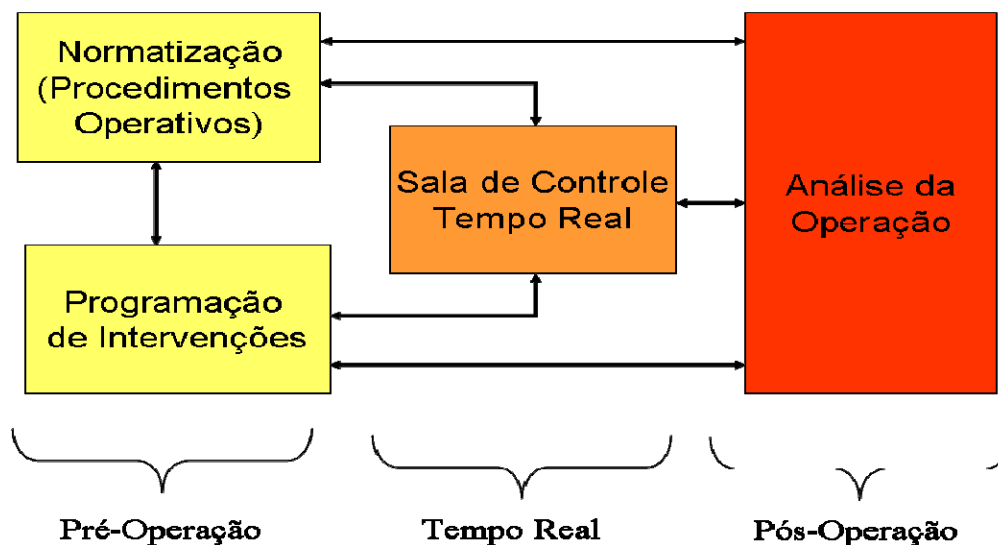 Normatização
(Procedimentos
Operativos)
Sala de Controle
Tempo Real
Análise da
Operação
Programação
de Intervenções
Pré-Operação
Tempo Real
Pós-Operação